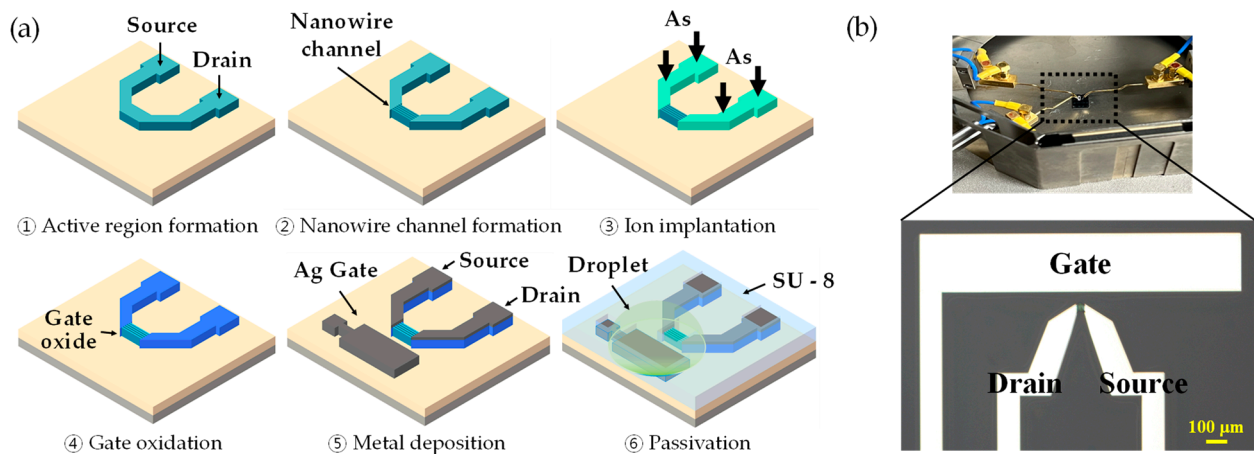 (a)
Source
Drain
Nanowire
channel
As
As
① Active region formation
② Nanowire channel formation
③ Ion implantation
Gate
oxide
Ag Gate
Source
Drain
Droplet
SU - 8
④ Gate oxidation
⑤ Metal deposition
⑥ Passivation
(b)
Gate
Drain
Source
100 μm